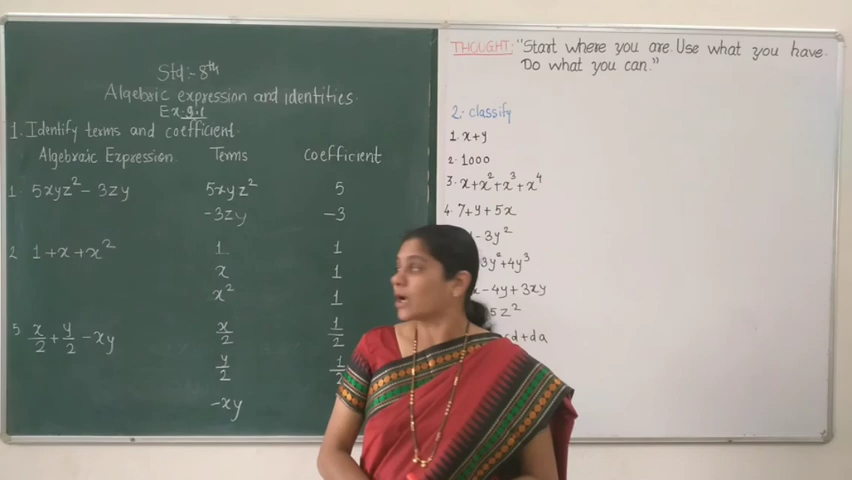 Std:- 8th
Algebric expression and identities.
Ex 9.1
1. Identify terms and coefficient.
Algebraic Expression. Terms coefficient
1. 5xyz² - 3zy 5xyz² 5
-3zy -3
2 1 + x + x² 1 1
x 1
x² 1
x/2 + y/2 - xy x/2 1/2
y/2
-xy
THOUGHT: "Start where you are. Use what you have.
Do what you can."
2:- classify
1. x+y
2. 1000
3. x+x²+x³+x⁴
4. 7+y+5x
- 3y²
3y²+4y³
- 4y + 3xy
5z²
cd+da